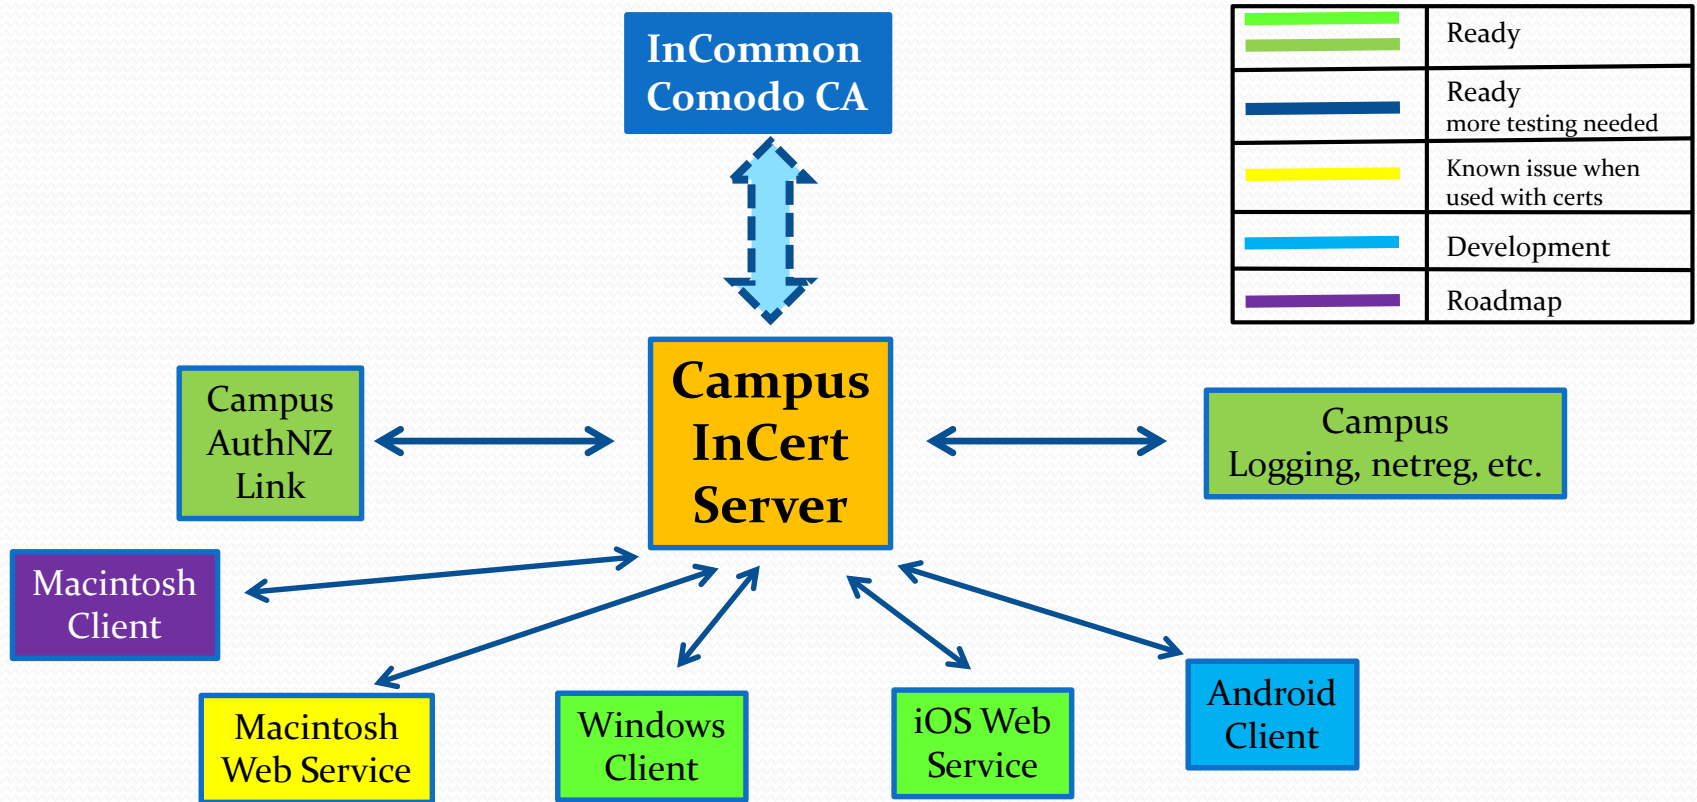 InCommon
Comodo CA
Ready
Ready
more testing needed
Known issue when
used with certs
Development
Roadmap
Campus
InCert
Server
Campus
AuthNZ
Link
Campus
Logging, netreg, etc.
Macintosh
Client
Macintosh
Web Service
Windows
Client
iOS Web
Service
Android
Client